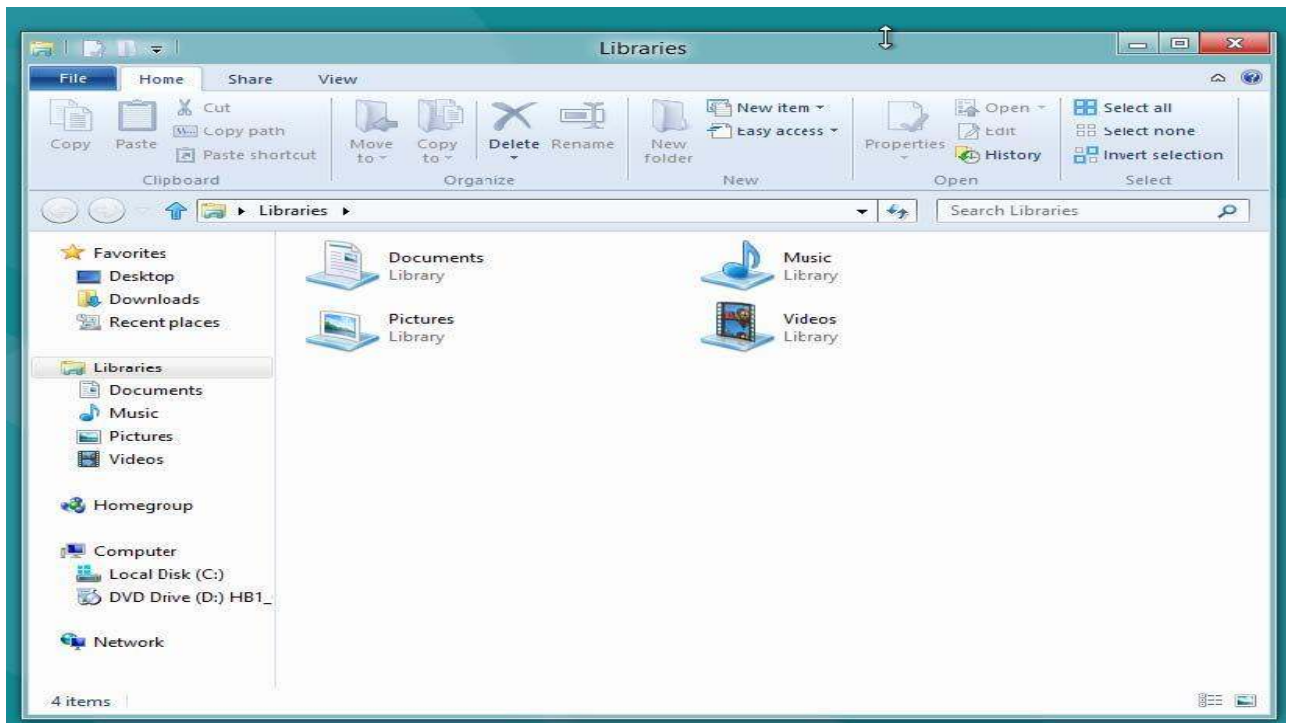 Libraries
File Home Share View
Copy
Paste
Cut
Copy path
Paste shortcut
Clipboard
Move to
Copy to
Delete
Rename
Organize
New folder
New item
Easy access
New
Properties
Open
Edit
History
Open
Select all
Select none
Invert selection
Select
Libraries
Search Libraries
Favorites
Desktop
Downloads
Recent places
Libraries
Documents
Music
Pictures
Videos
Homegroup
Computer
Local Disk (C:)
DVD Drive (D:) HB1_
Network
Documents
Library
Music
Library
Pictures
Library
Videos
Library
4 items